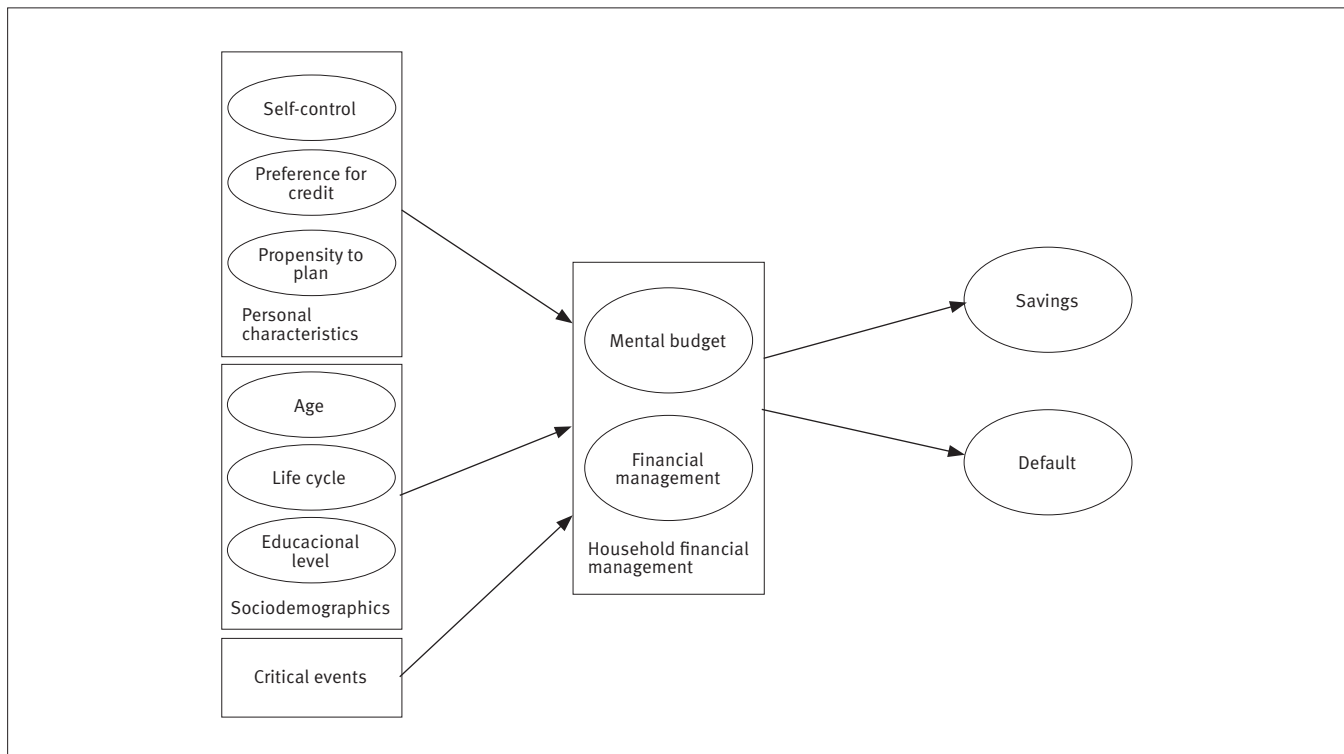 Self-control
Preference for
credit
Propensity to
plan
Personal
characteristics
Age
Life cycle
Educacional
level
Sociodemographics
Critical events
Mental budget
Financial
management
Household financial
management
Savings
Default